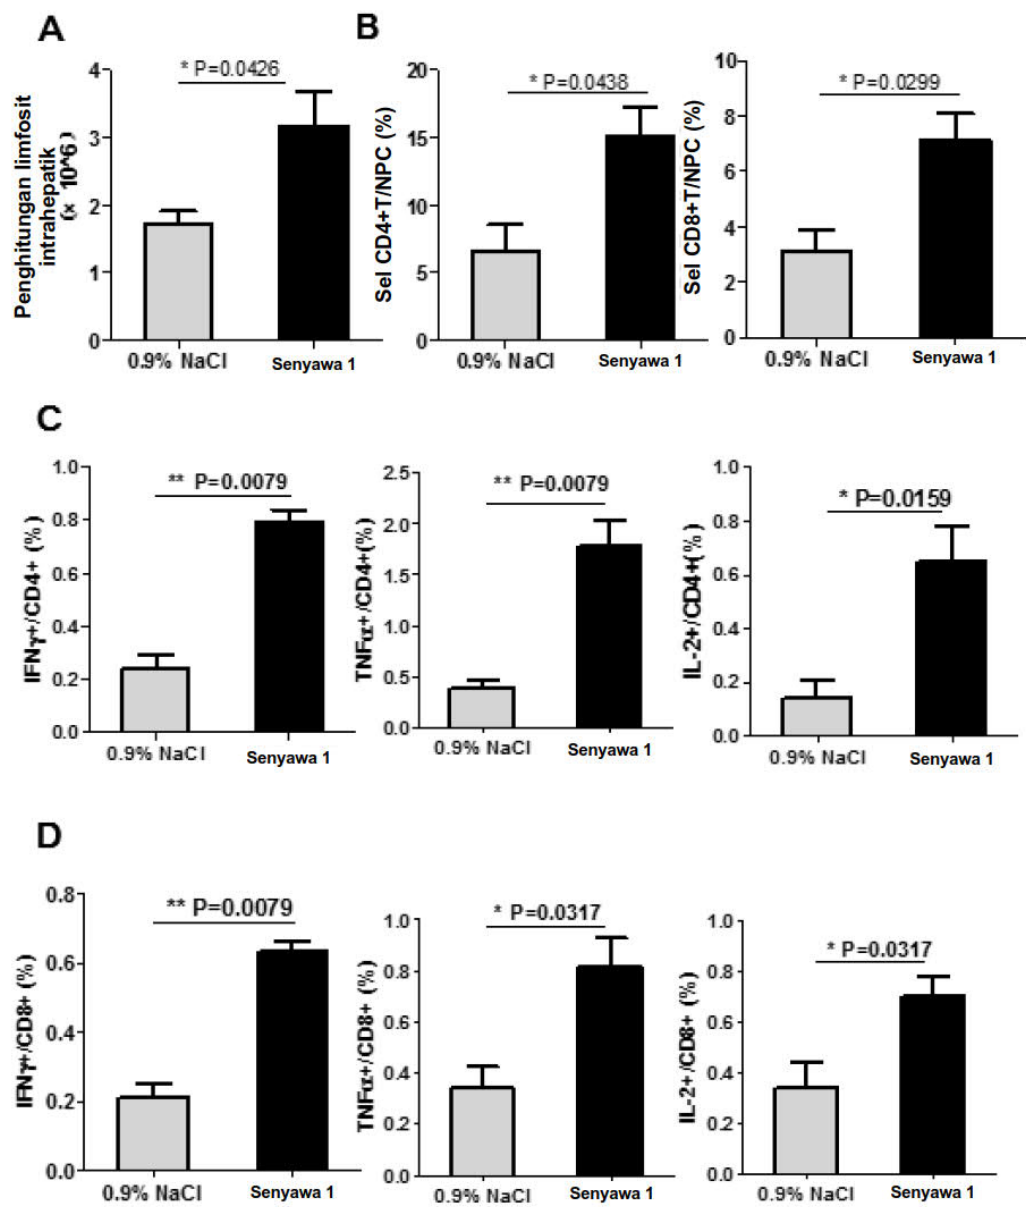 A
B
* P=0.0426
* P=0.0438
* P=0.0299
Penghitungan limfosit
intrahepatik
(× 10^6)
4
3
2
1
0
0.9% NaCl
Senyawa 1
Sel CD4+T/NPC (%)
20
15
10
5
0
0.9% NaCl
Senyawa 1
Sel CD8+T/NPC (%)
10
8
6
4
2
0
0.9% NaCl
Senyawa 1
C
** P=0.0079
IFNγ+/CD4+ (%)
1.0
0.8
0.6
0.4
0.2
0.0
0.9% NaCl
Senyawa 1
** P=0.0079
TNFα+/CD4+(%)
2.5
2.0
1.5
1.0
0.5
0.0
0.9% NaCl
Senyawa 1
* P=0.0159
IL-2+/CD4+(%)
1.0
0.8
0.6
0.4
0.2
0.0
0.9% NaCl
Senyawa 1
D
** P=0.0079
IFNγ+/CD8+ (%)
0.8
0.6
0.4
0.2
0.0
0.9% NaCl
Senyawa 1
* P=0.0317
TNFα+/CD8+ (%)
1.0
0.8
0.6
0.4
0.2
0.0
0.9% NaCl
Senyawa 1
* P=0.0317
IL-2+/CD8+ (%)
1.0
0.8
0.6
0.4
0.2
0.0
0.9% NaCl
Senyawa 1